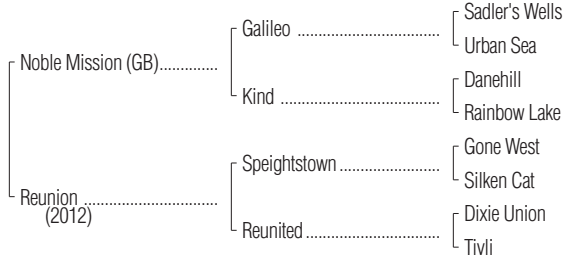 Sadler's Wells
Galileo ................................
Urban Sea
Noble Mission (GB)..............
Danehill
Kind ....................................
Rainbow Lake
Gone West
Speightstown ......................
Silken Cat
Reunion ................................
(2012)
Dixie Union
Reunited ..............................
Tivli